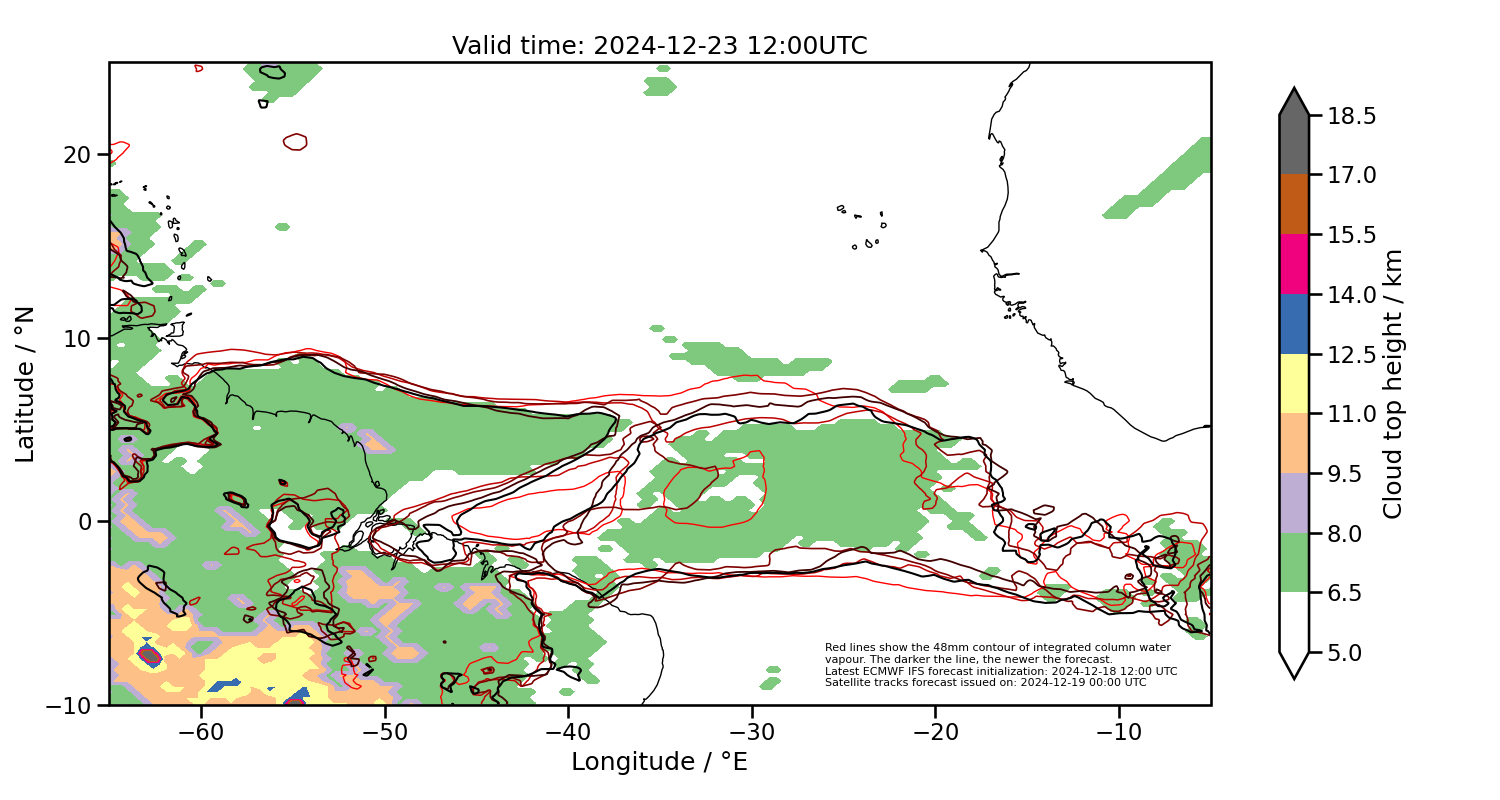 Valid time: 2024-12-23 12:00UTC
20
10
0
−10
Latitude / °N
−60
−50
−40
−30
−20
−10
Longitude / °E
Red lines show the 48mm contour of integrated column water
vapour. The darker the line, the newer the forecast.
Latest ECMWF IFS forecast initialization: 2024-12-18 12:00 UTC
Satellite tracks forecast issued on: 2024-12-19 00:00 UTC
18.5
17.0
15.5
14.0
12.5
11.0
9.5
8.0
6.5
5.0
Cloud top height / km